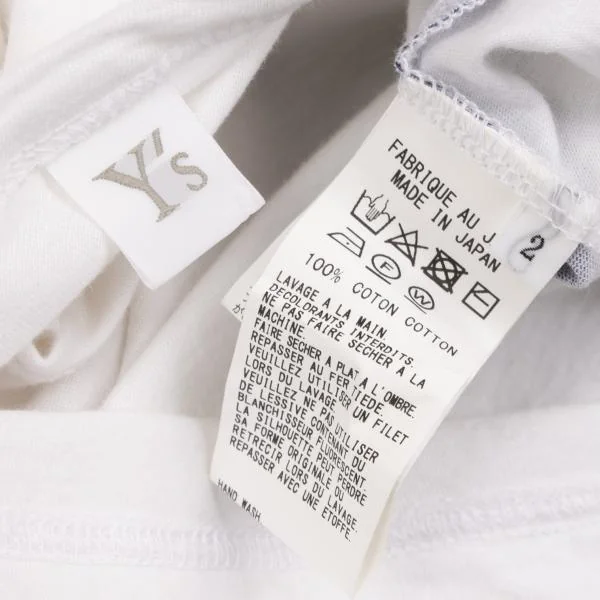 Y's
FABRIQUE AU J
MADE IN JAPAN
2
F
W
100% COTON COTTON
LAVAGE A LA MAIN.
DECOLORANTS INTERDITS.
NE PAS FAIRE SECHER A LA
MACHINE.
FAIRE SECHER A PLAT A L'OMBRE.
REPASSER AU FER TIEDE.
VEUILLEZ UTILISER UN FILET
LORS DU LAVAGE.
VEUILLEZ NE PAS UTILISER
DE LESSIVE CONTENANT DU
BLANCHISSEUR FLUORESCENT.
LA SILHOUETTE PEUT PERDRE
SA FORME ORIGINALE OU
RETRECIR LORS DU LAVAGE.
REPASSER AVEC UNE ETOFFE.
HAND WASH